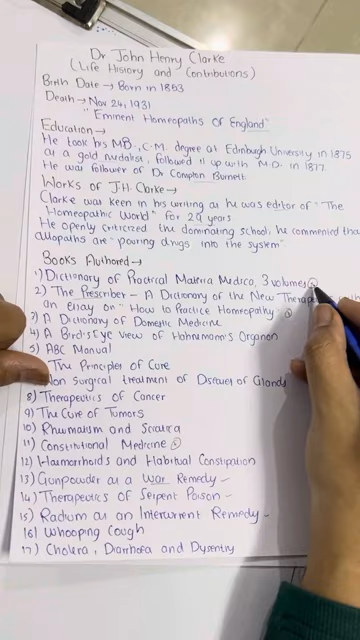 Dr John Henry Clarke
(Life History and Contributions)
Birth Date → Born in 1853
Death → Nov 24, 1931
"Eminent Homeopaths of England"
Education →
He took his M.B., C.M. degree at Edinburgh University in 1875
as a gold medalist, followed it up with M.D. in 1877.
He was follower of Dr Compton Burnett
Works of J.H. Clarke →
Clarke was keen in his writing as he was editor of "The
Homeopathic World" for 29 years.
He openly criticized the dominating school, he commented that
allopaths are "pouring drugs into the system"
Books Authored →
1) Dictionary of Practical Materia Medica, 3 volumes
2) The Prescriber - A Dictionary of the New
an Essay on "How to Practice Homeopathy"
3) A Dictionary of Domestic Medicine
4) A Bird's Eye View of Hahnemann's Organon
5) ABC Manual
The Principles of Cure
Non Surgical treatment of Diseases of Glands
8) Therapeutics of Cancer
9) The Cure of Tumors
10) Rheumatism and Sciatica
11) Constitutional Medicine
12) Haemorrhoids and Habitual Constipation
13) Gunpowder as a War Remedy -
14) Therapeutics of Serpent Poison -
15) Radium as an Intercurrent Remedy -
16) Whooping Cough
17) Cholera, Diarrhoea and Dysentry